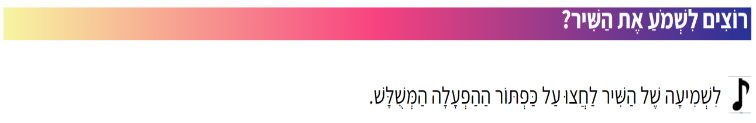 רוֹצִים לִשְׁמֹעַ אֶת הַשִּׁיר?
לִשְׁמִיעָה שֶׁל הַשִּׁיר לַחֲצוּ עַל כַּפְתּוֹר הַהַפְעָלָה הַמְּשֻׁלָּשׁ.